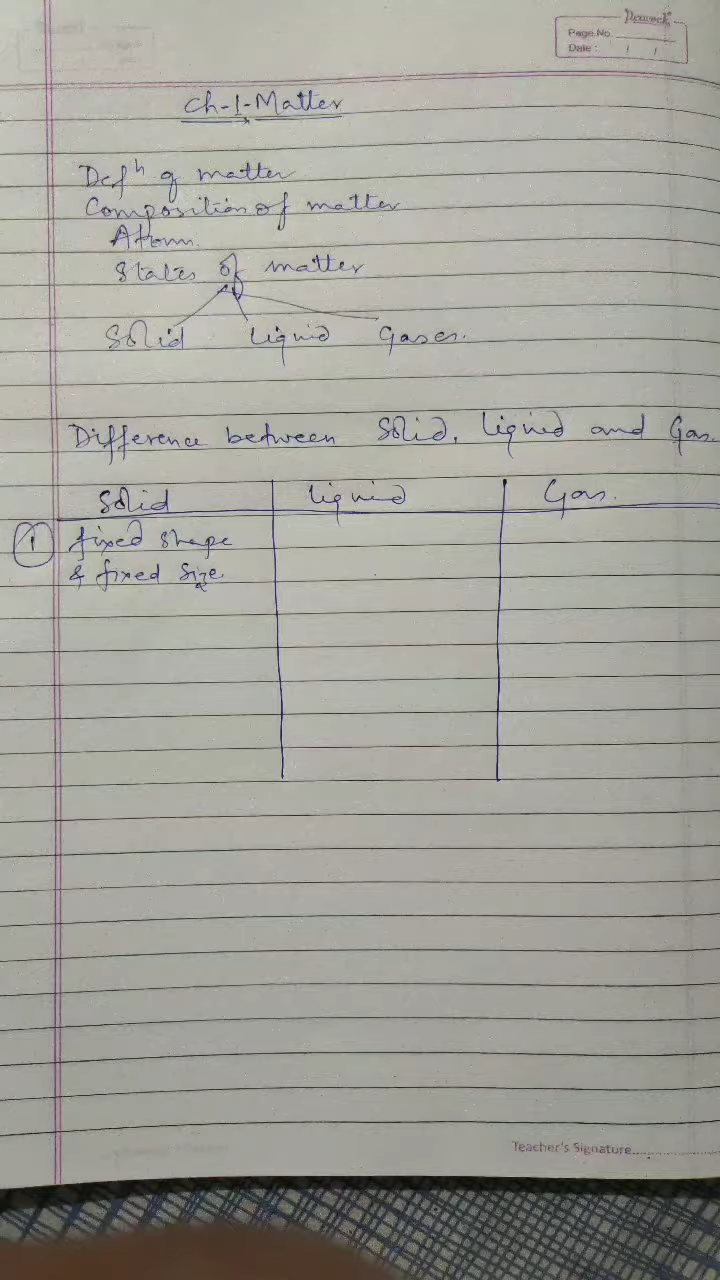 Neelgagan
Page No.
Date : / /
Ch-1-Matter
Defn of matter
Composition of matter
Atom.
States of matter
Solid liquid Gases.
Difference between Solid, liquid and Gas.
Solid liquid Gas.
1 fixed shape
& fixed size
Teacher's Signature